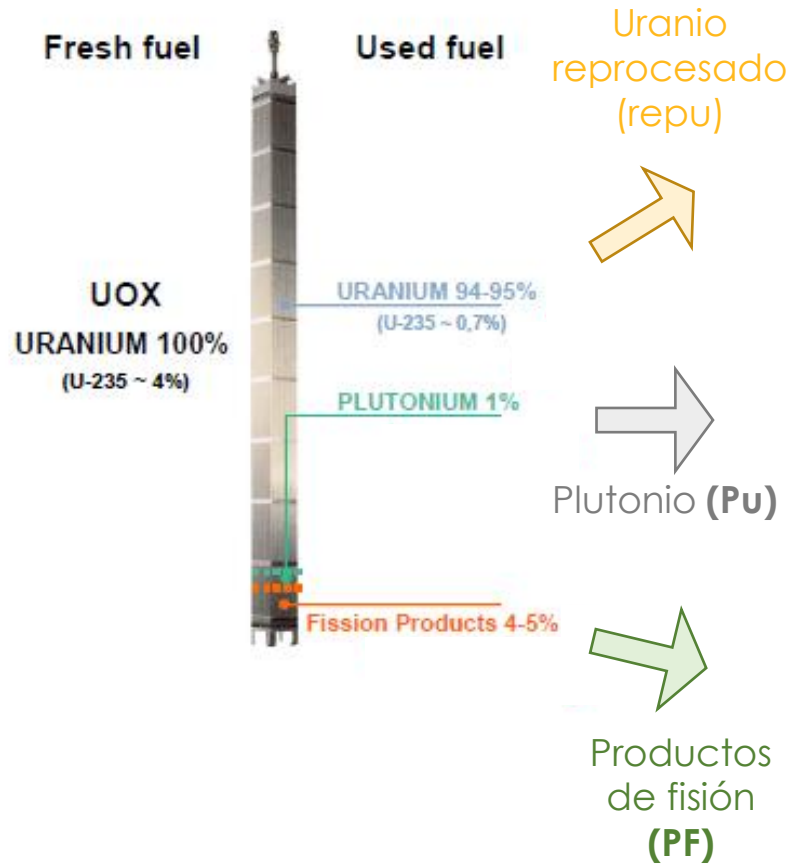 Fresh fuel
Used fuel
Uranio
reprocesado
(repu)
UOX
URANIUM 100%
(U-235 ~ 4%)
URANIUM 94-95%
(U-235 ~ 0,7%)
PLUTONIUM 1%
Plutonio (Pu)
Fission Products 4-5%
Productos
de fisión
(PF)